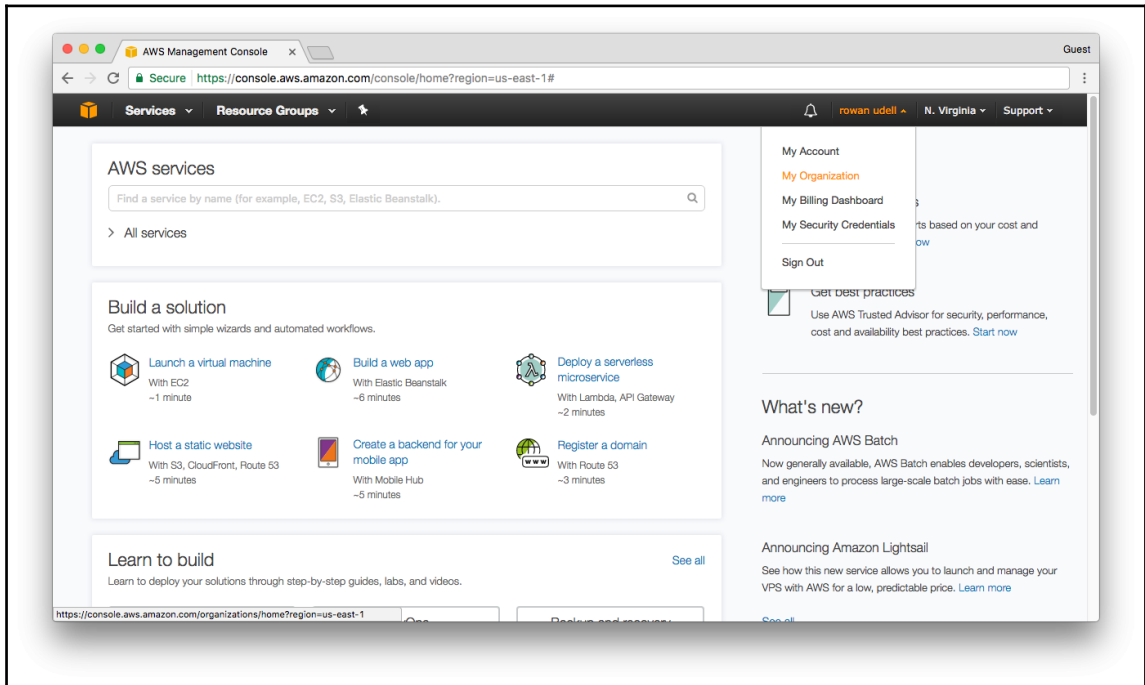 AWS Management Console
Guest
Secure https://console.aws.amazon.com/console/home?region=us-east-1#
Services
Resource Groups
rowan udell
N. Virginia
Support
AWS services
Find a service by name (for example, EC2, S3, Elastic Beanstalk).
All services
My Account
My Organization
My Billing Dashboard
My Security Credentials
Sign Out
s
rts based on your cost and
ow
Get best practices
Use AWS Trusted Advisor for security, performance,
cost and availability best practices. Start now
Build a solution
Get started with simple wizards and automated workflows.
Launch a virtual machine
With EC2
~1 minute
Build a web app
With Elastic Beanstalk
~6 minutes
Deploy a serverless
microservice
With Lambda, API Gateway
~2 minutes
Host a static website
With S3, CloudFront, Route 53
~5 minutes
Create a backend for your
mobile app
With Mobile Hub
~5 minutes
www
Register a domain
With Route 53
~3 minutes
What's new?
Announcing AWS Batch
Now generally available, AWS Batch enables developers, scientists,
and engineers to process large-scale batch jobs with ease. Learn
more
Announcing Amazon Lightsail
See how this new service allows you to launch and manage your
VPS with AWS for a low, predictable price. Learn more
See all
Learn to build
See all
Learn to deploy your solutions through step-by-step guides, labs, and videos.
https://console.aws.amazon.com/organizations/home?region=us-east-1
Backup and recovery